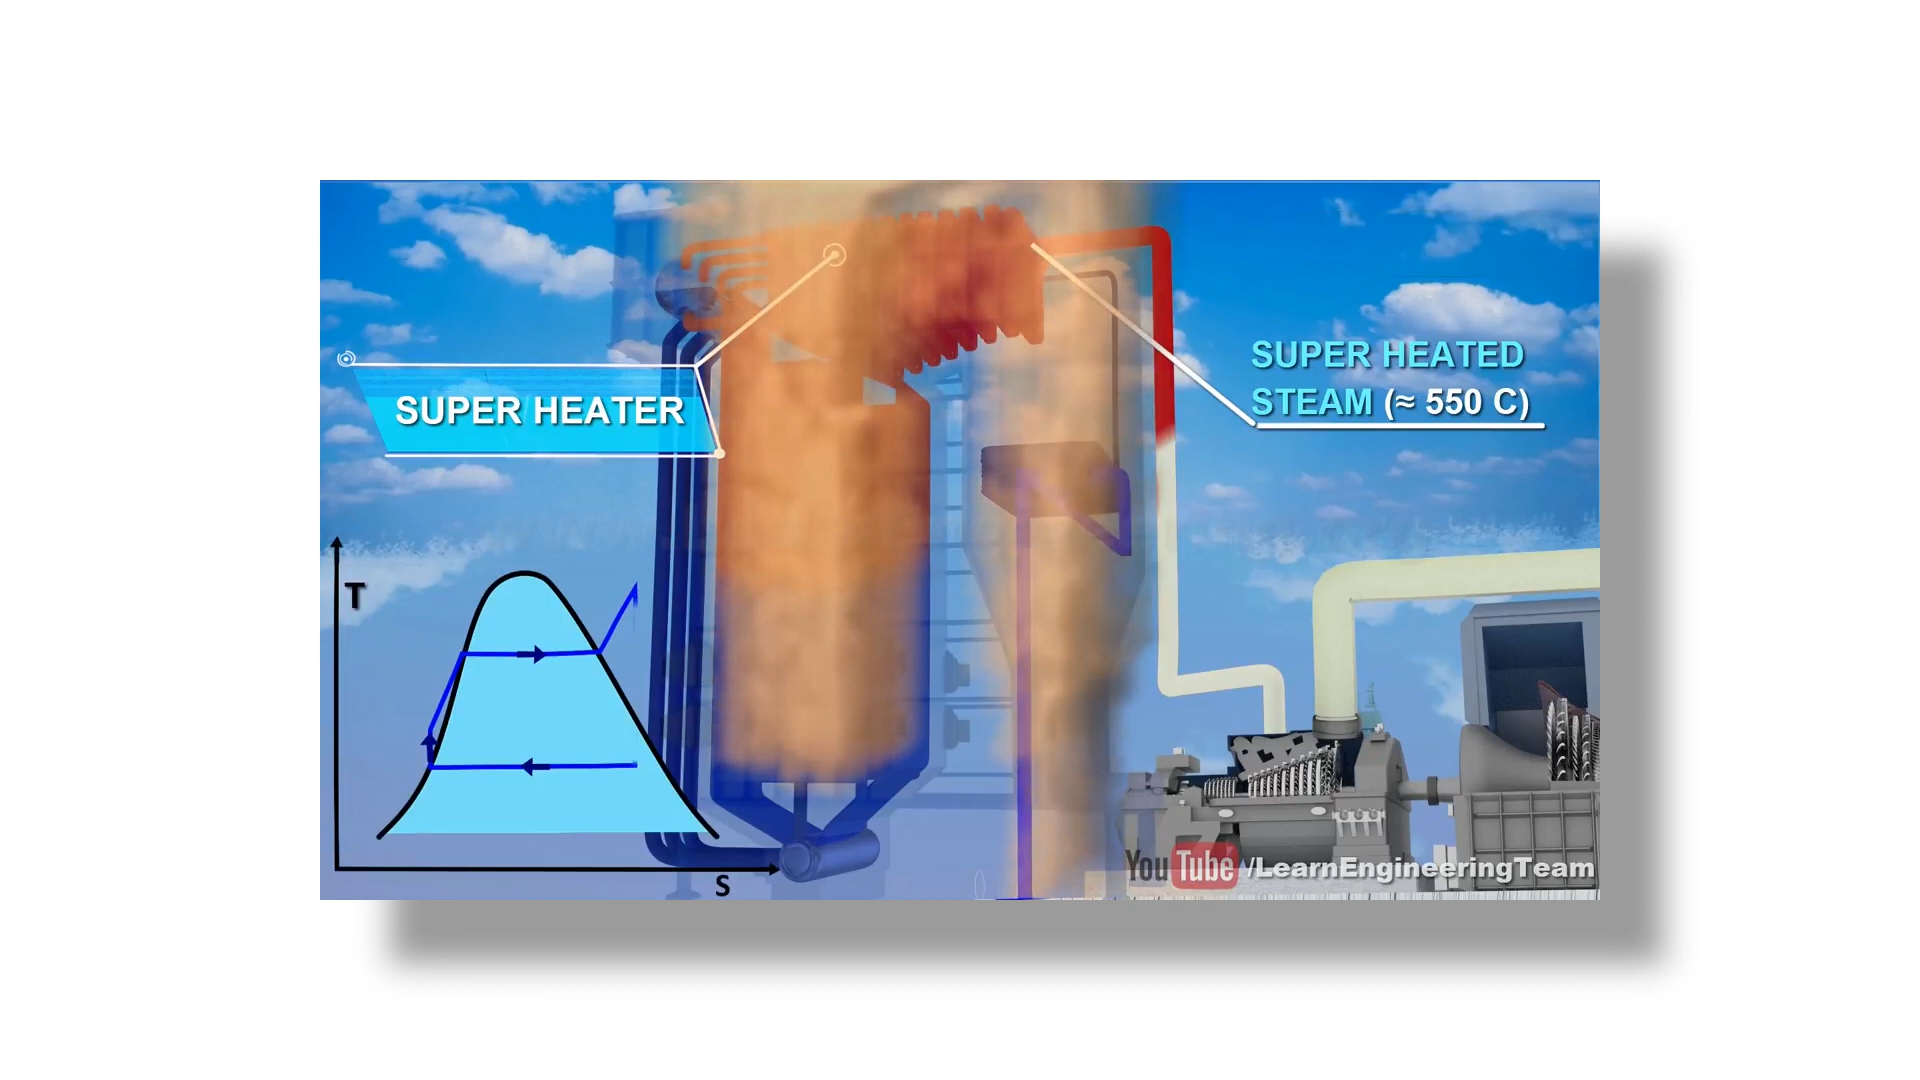 SUPER HEATER
SUPER HEATED
STEAM (≈ 550 C)
T
S
YouTube /LearnEngineeringTeam